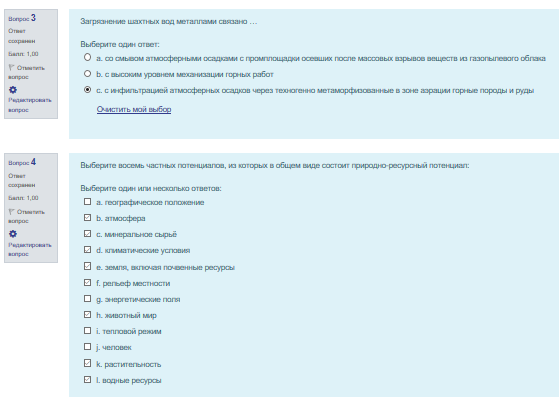 Вопрос 3
Ответ
сохранен
Балл: 1,00
Отметить
вопрос
Редактировать
вопрос
Загрязнение шахтных вод металлами связано …
Выберите один ответ:
a. со смывом атмосферными осадками с промплощадки осевших после массовых взрывов веществ из газопылевого облака
b. с высоким уровнем механизации горных работ
c. с инфильтрацией атмосферных осадков через техногенно метаморфизованные в зоне аэрации горные породы и руды
Очистить мой выбор
Вопрос 4
Ответ
сохранен
Балл: 1,00
Отметить
вопрос
Редактировать
вопрос
Выберите восемь частных потенциалов, из которых в общем виде состоит природно-ресурсный потенциал:
Выберите один или несколько ответов:
a. географическое положение
b. атмосфера
c. минеральное сырьё
d. климатические условия
e. земля, включая почвенные ресурсы
f. рельеф местности
g. энергетические поля
h. животный мир
i. тепловой режим
j. человек
k. растительность
l. водные ресурсы